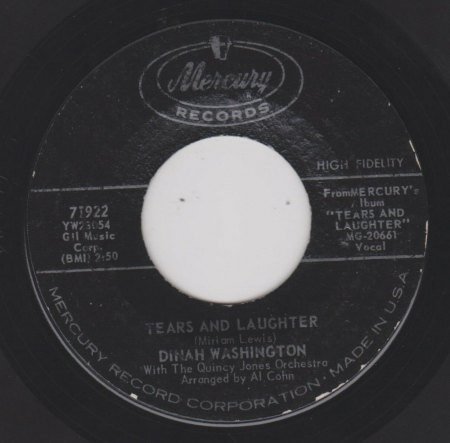 Mercury
RECORDS
HIGH FIDELITY
71922
YW23054
Gil Music
Corp.
(BMI) 2:50
From MERCURY's
Album
"TEARS AND
LAUGHTER"
MG-20661
Vocal
TEARS AND LAUGHTER
(Miriam Lewis)
DINAH WASHINGTON
With The Quincy Jones Orchestra
Arranged by Al Cohn
MERCURY RECORD CORPORATION • MADE IN U.S.A.